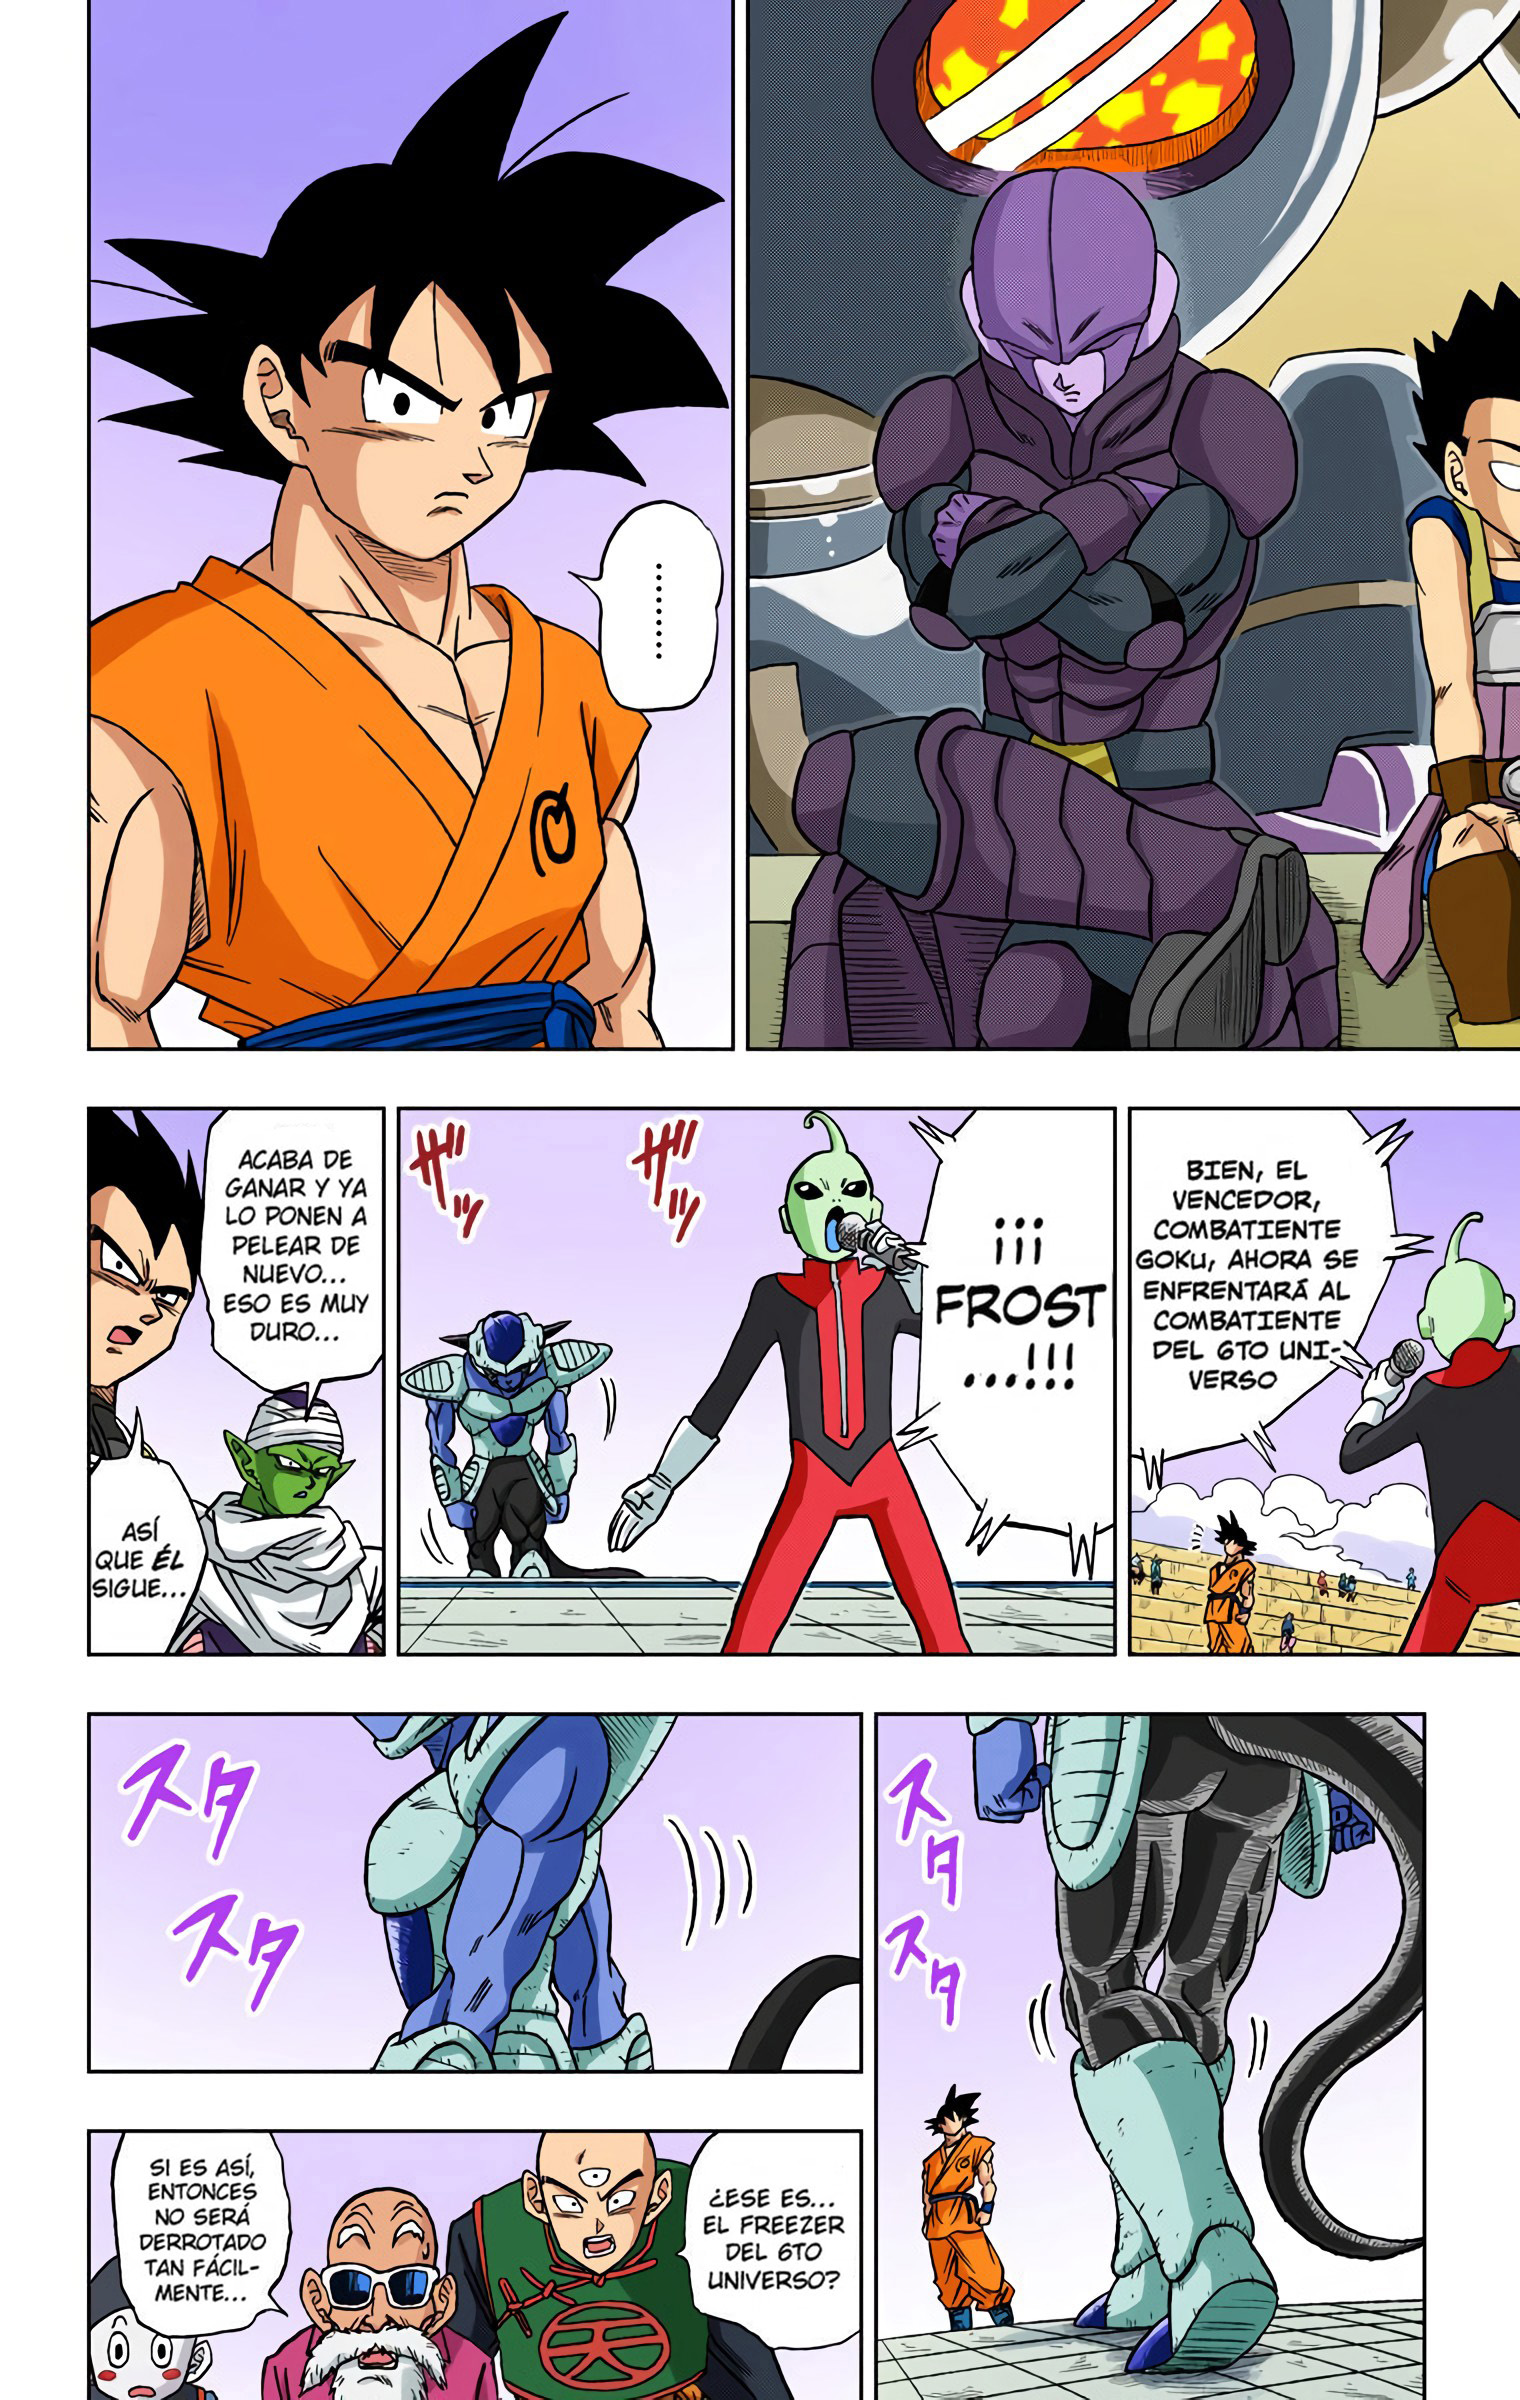 ........
BIEN, EL
VENCEDOR,
COMBATIENTE
GOKU, AHORA SE
ENFRENTARÁ AL
COMBATIENTE
DEL 6TO UNI-
VERSO
¡¡¡
FROST
...!!!
ザッ
ザッ
ACABA DE
GANAR Y YA
LO PONEN A
PELEAR DE
NUEVO...
ESO ES MUY
DURO...
ASÍ
QUE ÉL
SIGUE...
スタ
スタ
スタ
スタ
¿ESE ES...
EL FREEZER
DEL 6TO
UNIVERSO?
SI ES ASÍ,
ENTONCES
NO SERÁ
DERROTADO
TAN FÁCIL-
MENTE...
天